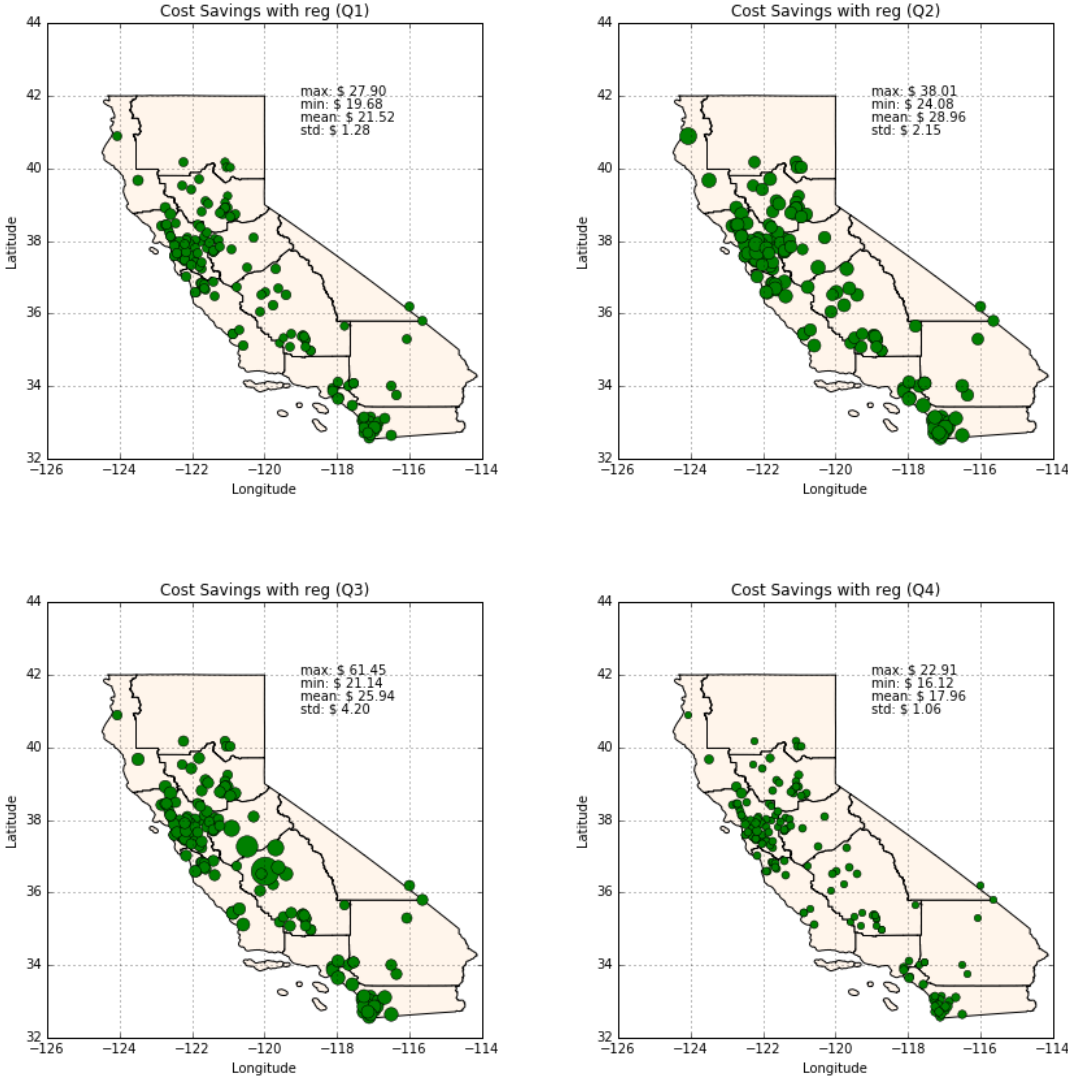 Cost Savings with reg (Q1)
44
42
40
38
36
34
32
Latitude
max: $ 27.90
min: $ 19.68
mean: $ 21.52
std: $ 1.28
−126 −124 −122 −120 −118 −116 −114
Longitude
Cost Savings with reg (Q2)
44
42
40
38
36
34
32
Latitude
max: $ 38.01
min: $ 24.08
mean: $ 28.96
std: $ 2.15
−126 −124 −122 −120 −118 −116 −114
Longitude
Cost Savings with reg (Q3)
44
42
40
38
36
34
32
Latitude
max: $ 61.45
min: $ 21.14
mean: $ 25.94
std: $ 4.20
−126 −124 −122 −120 −118 −116 −114
Longitude
Cost Savings with reg (Q4)
44
42
40
38
36
34
32
Latitude
max: $ 22.91
min: $ 16.12
mean: $ 17.96
std: $ 1.06
−126 −124 −122 −120 −118 −116 −114
Longitude